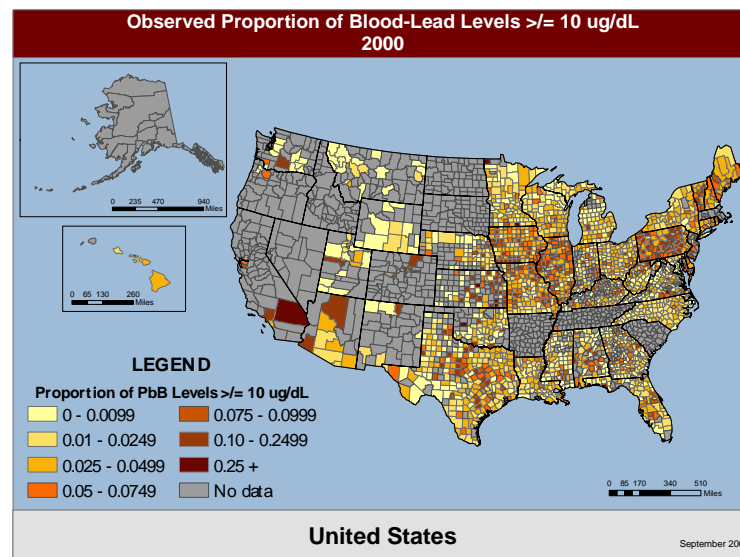 Observed Proportion of Blood-Lead Levels >/= 10 ug/dL
2000
0 235 470 940
Miles
0 65 130 260
Miles
LEGEND
Proportion of PbB Levels >/= 10 ug/dL
0 - 0.0099
0.01 - 0.0249
0.025 - 0.0499
0.05 - 0.0749
0.075 - 0.0999
0.10 - 0.2499
0.25 +
No data
0 85 170 340 510
Miles
United States
September 200